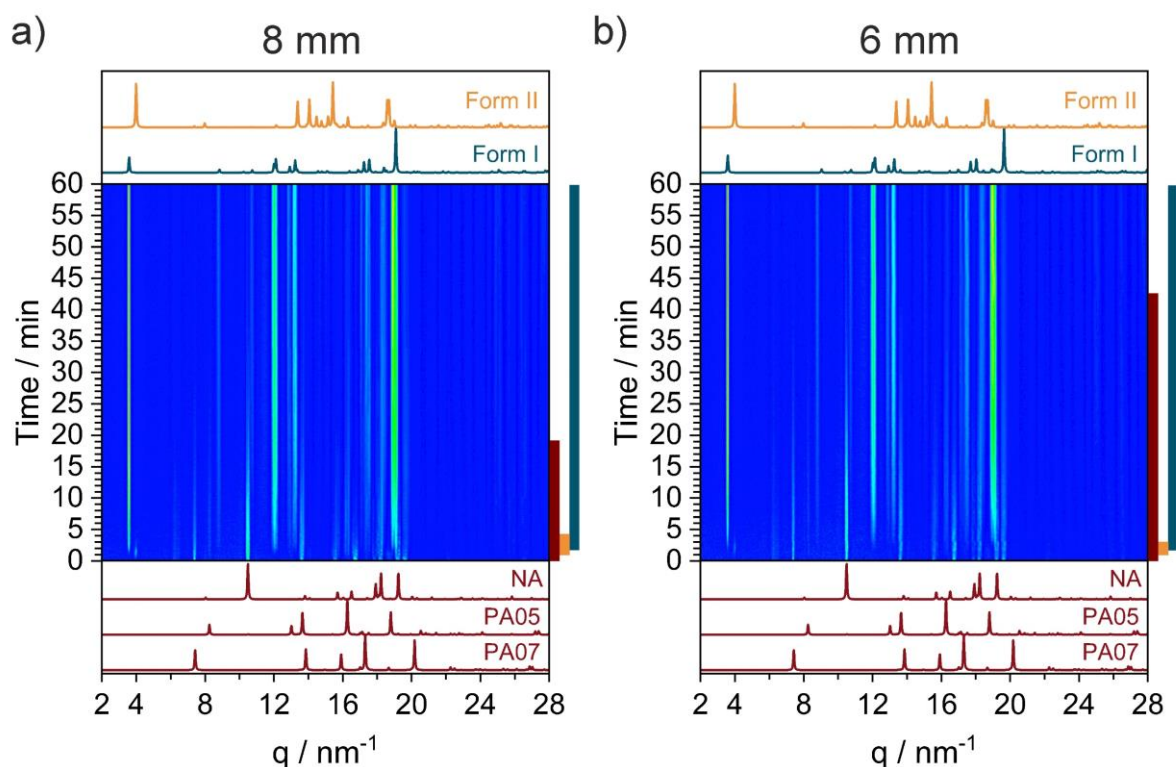 a)
8 mm
Form II
Form I
60
55
50
45
40
35
30
25
20
15
10
5
0
Time / min
NA
PA05
PA07
2 4 8 12 16 20 24 28
q / nm⁻¹
b)
6 mm
Form II
Form I
60
55
50
45
40
35
30
25
20
15
10
5
0
Time / min
NA
PA05
PA07
2 4 8 12 16 20 24 28
q / nm⁻¹